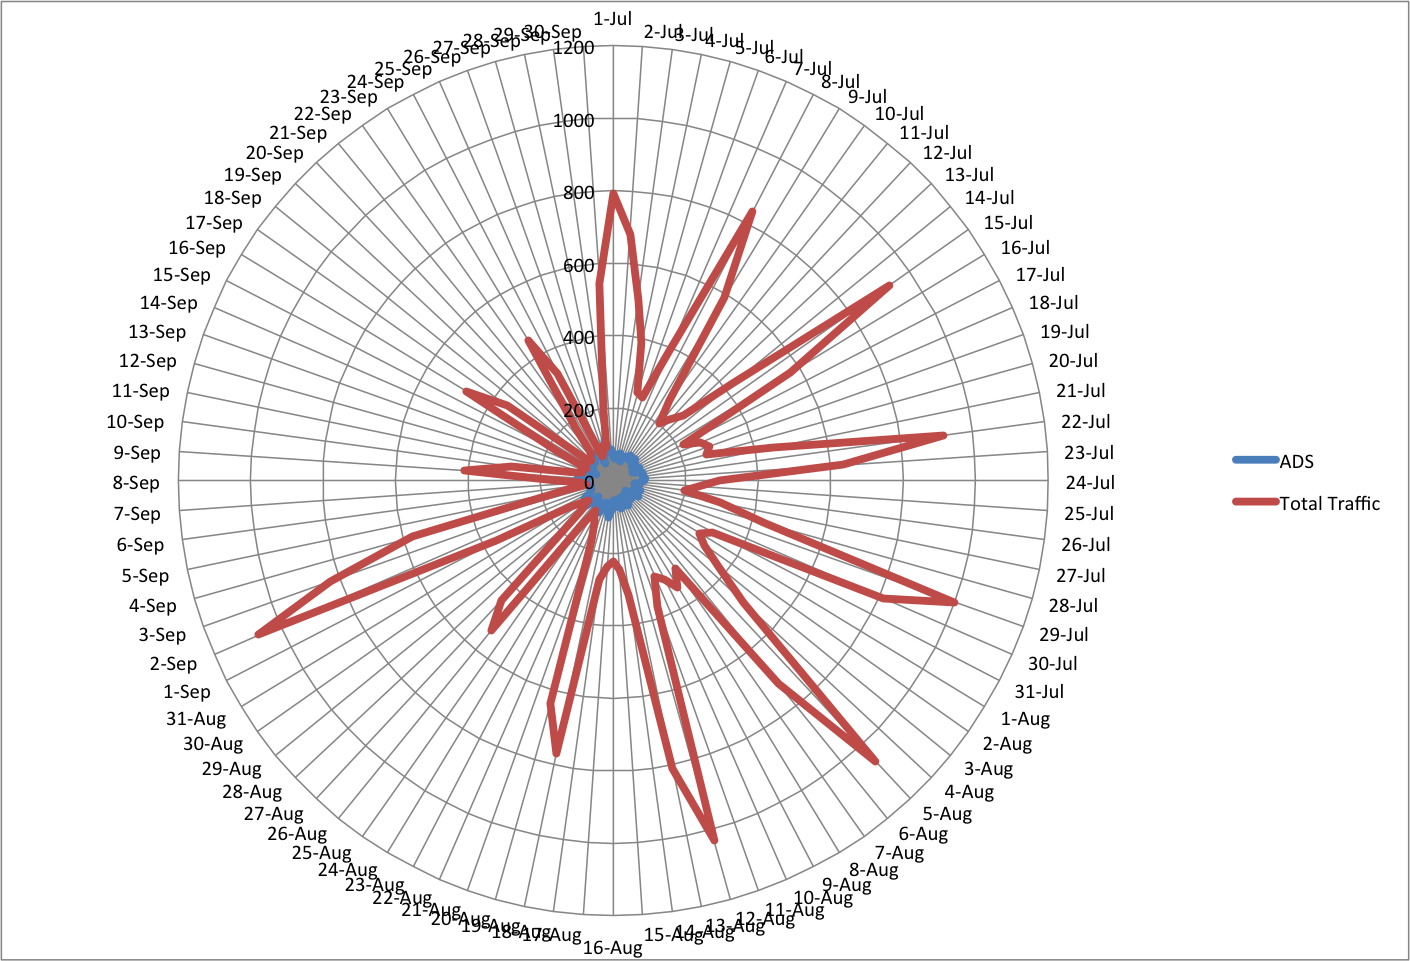 1-Jul
2-Jul
3-Jul
4-Jul
5-Jul
6-Jul
7-Jul
8-Jul
9-Jul
10-Jul
11-Jul
12-Jul
13-Jul
14-Jul
15-Jul
16-Jul
17-Jul
18-Jul
19-Jul
20-Jul
21-Jul
22-Jul
23-Jul
24-Jul
25-Jul
26-Jul
27-Jul
28-Jul
29-Jul
30-Jul
31-Jul
1-Aug
2-Aug
3-Aug
4-Aug
5-Aug
6-Aug
7-Aug
8-Aug
9-Aug
10-Aug
11-Aug
12-Aug
13-Aug
14-Aug
15-Aug
16-Aug
17-Aug
18-Aug
19-Aug
20-Aug
21-Aug
22-Aug
23-Aug
24-Aug
25-Aug
26-Aug
27-Aug
28-Aug
29-Aug
30-Aug
31-Aug
1-Sep
2-Sep
3-Sep
4-Sep
5-Sep
6-Sep
7-Sep
8-Sep
9-Sep
10-Sep
11-Sep
12-Sep
13-Sep
14-Sep
15-Sep
16-Sep
17-Sep
18-Sep
19-Sep
20-Sep
21-Sep
22-Sep
23-Sep
24-Sep
25-Sep
26-Sep
27-Sep
28-Sep
29-Sep
30-Sep
1200
1000
800
600
400
200
0
ADS
Total Traffic